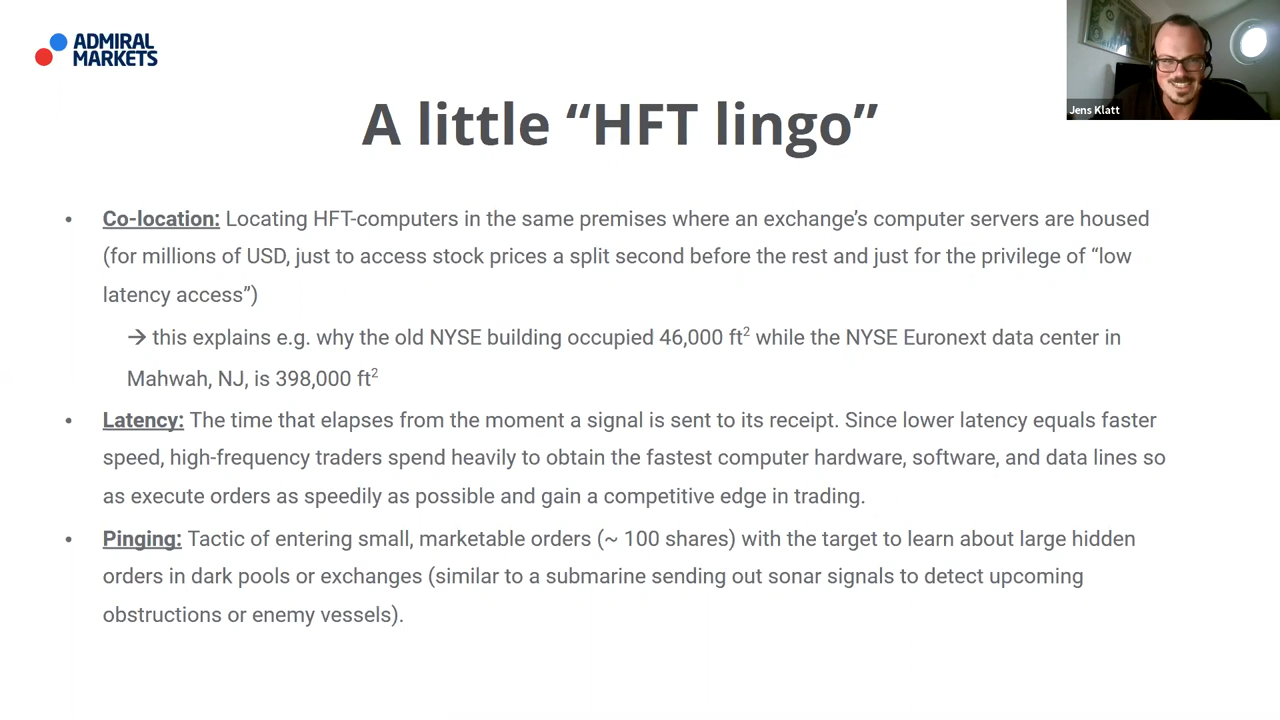 ADMIRAL
MARKETS
Jens Klatt
A little “HFT lingo”
• Co-location: Locating HFT-computers in the same premises where an exchange’s computer servers are housed
(for millions of USD, just to access stock prices a split second before the rest and just for the privilege of “low
latency access”)
→ this explains e.g. why the old NYSE building occupied 46,000 ft² while the NYSE Euronext data center in
Mahwah, NJ, is 398,000 ft²
• Latency: The time that elapses from the moment a signal is sent to its receipt. Since lower latency equals faster
speed, high-frequency traders spend heavily to obtain the fastest computer hardware, software, and data lines so
as execute orders as speedily as possible and gain a competitive edge in trading.
• Pinging: Tactic of entering small, marketable orders (~ 100 shares) with the target to learn about large hidden
orders in dark pools or exchanges (similar to a submarine sending out sonar signals to detect upcoming
obstructions or enemy vessels).